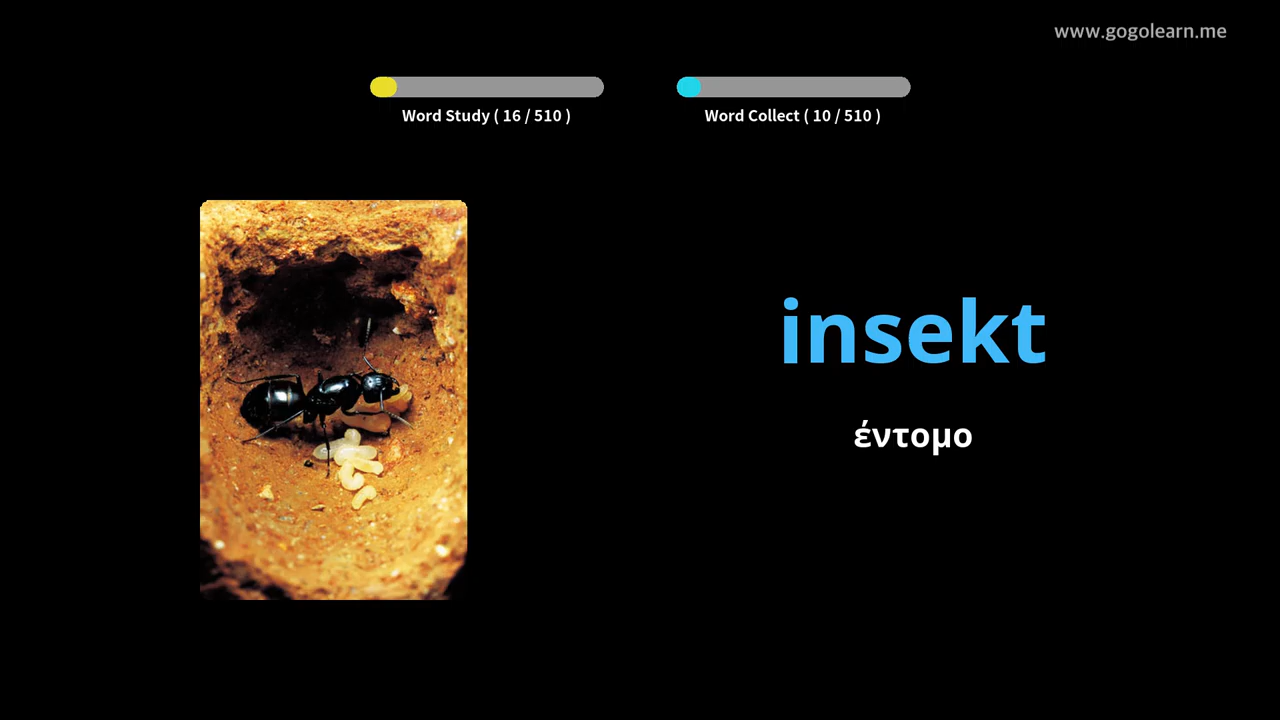 www.gogolearn.me
Word Study ( 16 / 510 )
Word Collect ( 10 / 510 )
insekt
έντομο